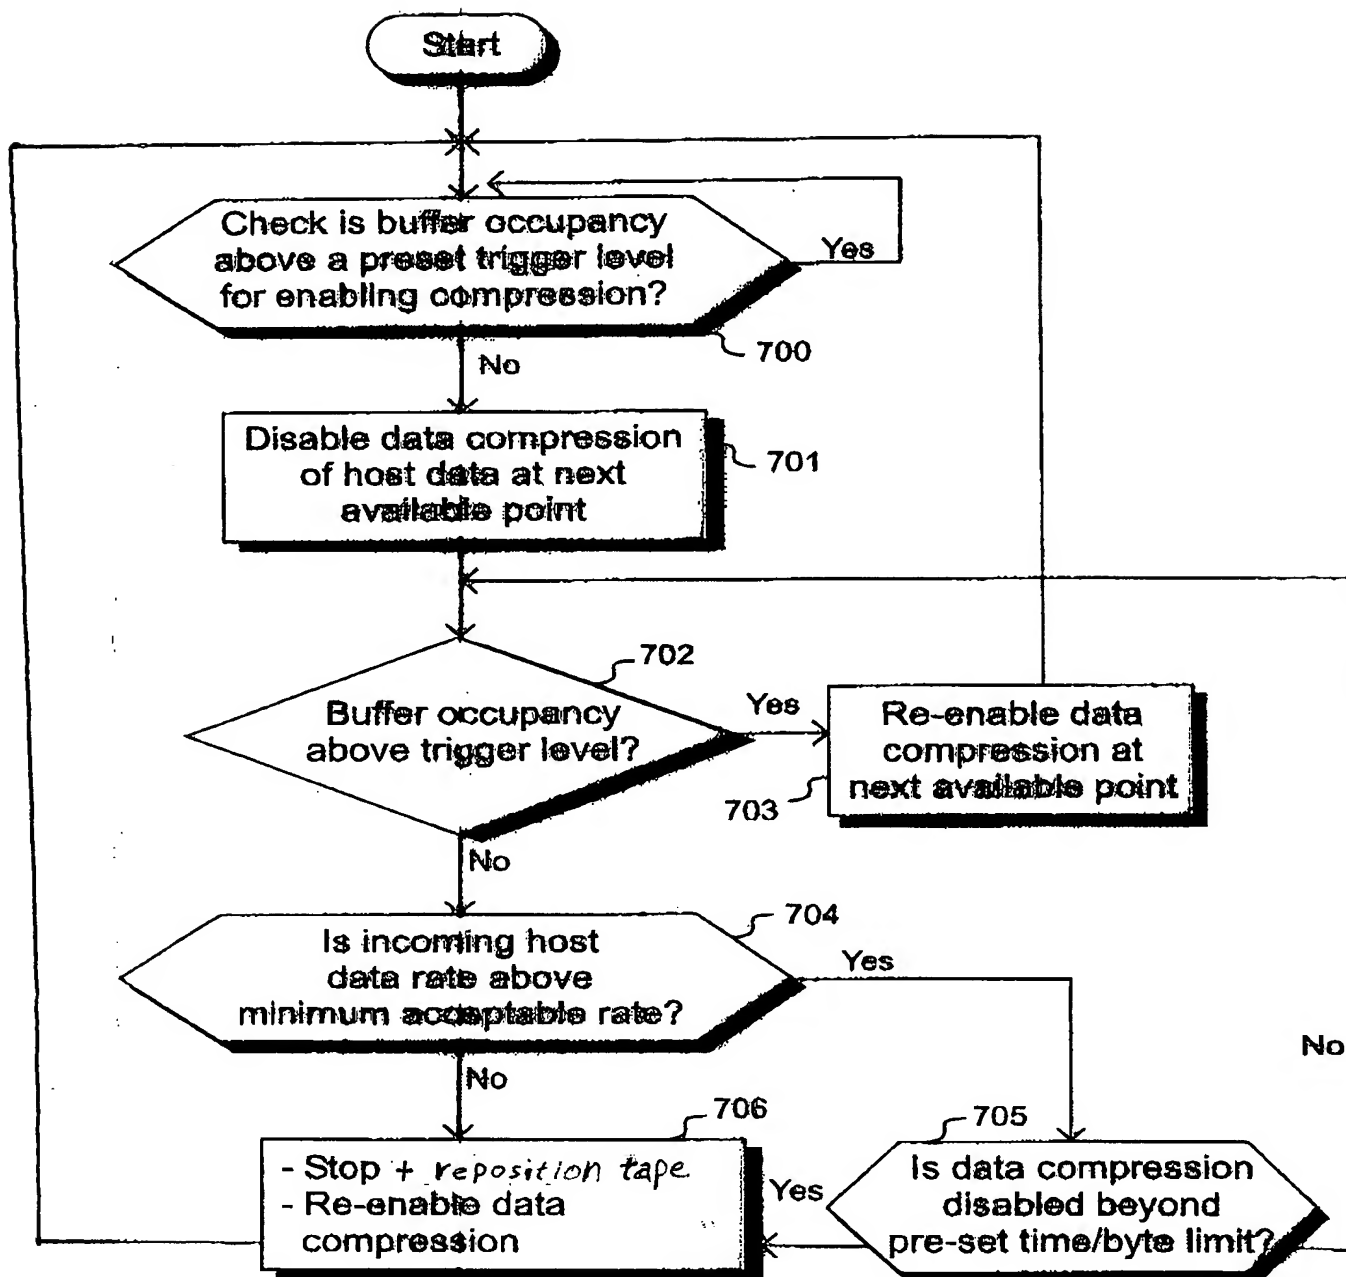 Start
Check is buffer occupancy
above a preset trigger level
for enabling compression?
Yes
700
No
Disable data compression
of host data at next
available point
701
702
Buffer occupancy
above trigger level?
Yes
Re-enable data
compression at
next available point
703
No
704
Is incoming host
data rate above
minimum acceptable rate?
Yes
No
No
706
- Stop + reposition tape
- Re-enable data
compression
705
Is data compression
disabled beyond
pre-set time/byte limit?
Yes